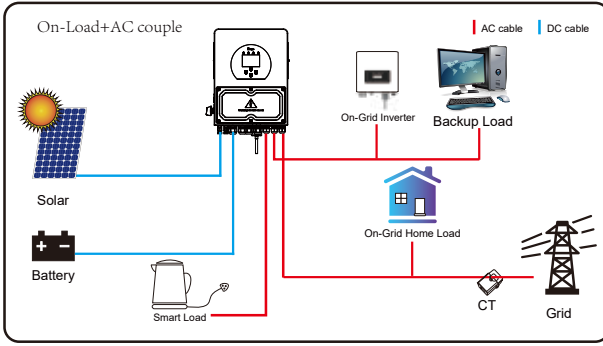 On-Load+AC couple
AC cable
DC cable
On-Grid Inverter
Backup Load
Solar
On-Grid Home Load
Battery
Smart Load
CT
Grid